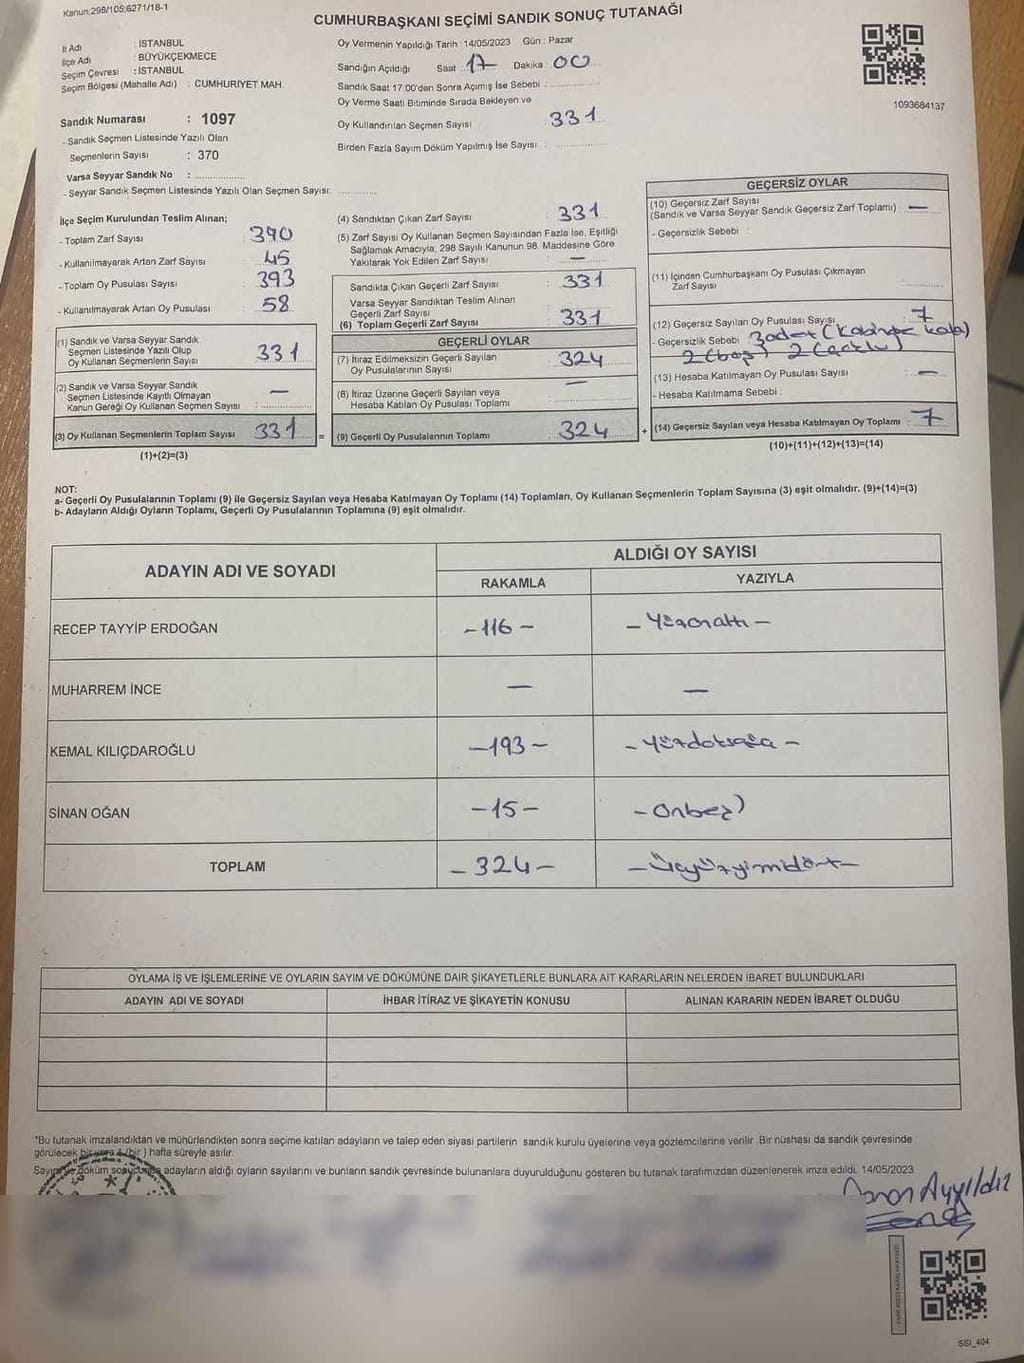 Kanun:298/105;6271/18-1
CUMHURBAŞKANI SEÇİMİ SANDIK SONUÇ TUTANAĞI
İl Adı : İSTANBUL
İlçe Adı : BÜYÜKÇEKMECE
Seçim Çevresi : İSTANBUL
Seçim Bölgesi (Mahalle Adı) : CUMHURİYET MAH.
Sandık Numarası : 1097
- Sandık Seçmen Listesinde Yazılı Olan
Seçmenlerin Sayısı : 370
Varsa Seyyar Sandık No :
- Seyyar Sandık Seçmen Listesinde Yazılı Olan Seçmen Sayısı:
Oy Vermenin Yapıldığı Tarih : 14/05/2023 Gün : Pazar
Sandığın Açıldığı Saat : 17 Dakika : 00
Sandık Saat 17:00'den Sonra Açılmış İse Sebebi :
Oy Verme Saati Bitiminde Sırada Bekleyen ve
Oy Kullandırılan Seçmen Sayısı : 331
Birden Fazla Sayım Döküm Yapılmış İse Sayısı :
1093684137
İlçe Seçim Kurulundan Teslim Alınan;
- Toplam Zarf Sayısı : 390
- Kullanılmayarak Artan Zarf Sayısı : 45
- Toplam Oy Pusulası Sayısı : 393
- Kullanılmayarak Artan Oy Pusulası : 58
(1) Sandık ve Varsa Seyyar Sandık
Seçmen Listesinde Yazılı Olup
Oy Kullanan Seçmenlerin Sayısı : 331
(2) Sandık ve Varsa Seyyar Sandık
Seçmen Listesinde Kayıtlı Olmayan
Kanun Gereği Oy Kullanan Seçmen Sayısı : —
(3) Oy Kullanan Seçmenlerin Toplam Sayısı : 331
(1)+(2)=(3)
=
(4) Sandıktan Çıkan Zarf Sayısı : 331
(5) Zarf Sayısı Oy Kullanan Seçmen Sayısından Fazla İse, Eşitliği
Sağlamak Amacıyla; 298 Sayılı Kanunun 98. Maddesine Göre
Yakılarak Yok Edilen Zarf Sayısı : —
Sandıkta Çıkan Geçerli Zarf Sayısı : 331
Varsa Seyyar Sandıktan Teslim Alınan
Geçerli Zarf Sayısı :
(6) Toplam Geçerli Zarf Sayısı : 331
GEÇERLİ OYLAR
(7) İtiraz Edilmeksizin Geçerli Sayılan
Oy Pusulalarının Sayısı : 324
(8) İtiraz Üzerine Geçerli Sayılan veya
Hesaba Katılan Oy Pusulası Toplamı : —
(9) Geçerli Oy Pusulalarının Toplamı : 324
+
GEÇERSİZ OYLAR
(10) Geçersiz Zarf Sayısı
(Sandık ve Varsa Seyyar Sandık Geçersiz Zarf Toplamı) : —
- Geçersizlik Sebebi :
(11) İçinden Cumhurbaşkanı Oy Pusulası Çıkmayan
Zarf Sayısı :
(12) Geçersiz Sayılan Oy Pusulası Sayısı : 7
- Geçersizlik Sebebi : 3 adet (kabinde kala)
2 (boş) 2
(13) Hesaba Katılmayan Oy Pusulası Sayısı : —
- Hesaba Katılmama Sebebi :
(14) Geçersiz Sayılan veya Hesaba Katılmayan Oy Toplamı : 7
(10)+(11)+(12)+(13)=(14)
NOT:
a- Geçerli Oy Pusulalarının Toplamı (9) ile Geçersiz Sayılan veya Hesaba Katılmayan Oy Toplamı (14) Toplamları, Oy Kullanan Seçmenlerin Toplam Sayısına (3) eşit olmalıdır. (9)+(14)=(3)
b- Adayların Aldığı Oyların Toplamı, Geçerli Oy Pusulalarının Toplamına (9) eşit olmalıdır.
ADAYIN ADI VE SOYADI
ALDIĞI OY SAYISI
RAKAMLA YAZIYLA
RECEP TAYYİP ERDOĞAN -116- - Yüzonaltı -
MUHARREM İNCE — —
KEMAL KILIÇDAROĞLU -193- - Yüzdoksanüç -
SİNAN OĞAN -15- - Onbeş
TOPLAM -324- - Üçyüzyirmidört -
OYLAMA İŞ VE İŞLEMLERİNE VE OYLARIN SAYIM VE DÖKÜMÜNE DAİR ŞİKAYETLERLE BUNLARA AİT KARARLARIN NELERDEN İBARET BULUNDUKLARI
ADAYIN ADI VE SOYADI İHBAR İTİRAZ VE ŞİKAYETİN KONUSU ALINAN KARARIN NEDEN İBARET OLDUĞU
*Bu tutanak imzalandıktan ve mühürlendikten sonra seçime katılan adayların ve talep eden siyasi partilerin sandık kurulu üyelerine veya gözlemcilerine verilir. Bir nüshası da sandık çevresinde
görülecek bir yere 1 (bir) hafta süreyle asılır.
Sayım ve döküm sonucunda adayların aldığı oyların sayılarını ve bunların sandık çevresinde bulunanlara duyurulduğunu gösteren bu tutanak tarafımızdan düzenlenerek imza edildi. 14/05/2023
Ayyıldız
SSI_404